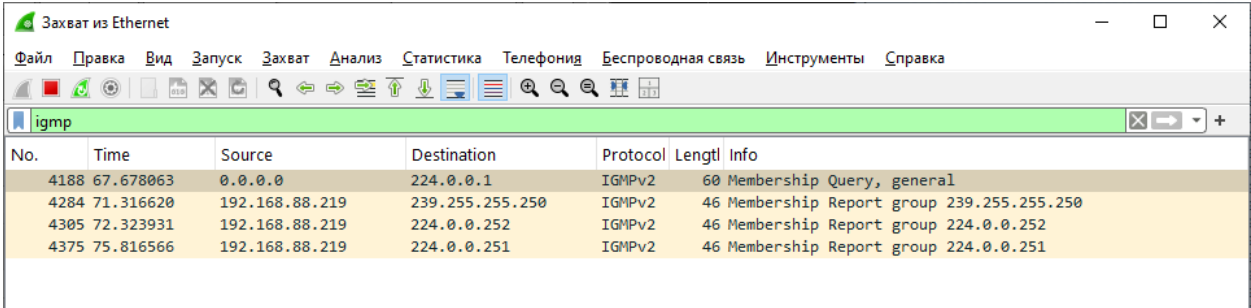 Захват из Ethernet
Файл Правка Вид Запуск Захват Анализ Статистика Телефония Беспроводная связь Инструменты Справка
igmp
No. Time Source Destination Protocol Lengtl Info
4188 67.678063 0.0.0.0 224.0.0.1 IGMPv2 60 Membership Query, general
4284 71.316620 192.168.88.219 239.255.255.250 IGMPv2 46 Membership Report group 239.255.255.250
4305 72.323931 192.168.88.219 224.0.0.252 IGMPv2 46 Membership Report group 224.0.0.252
4375 75.816566 192.168.88.219 224.0.0.251 IGMPv2 46 Membership Report group 224.0.0.251